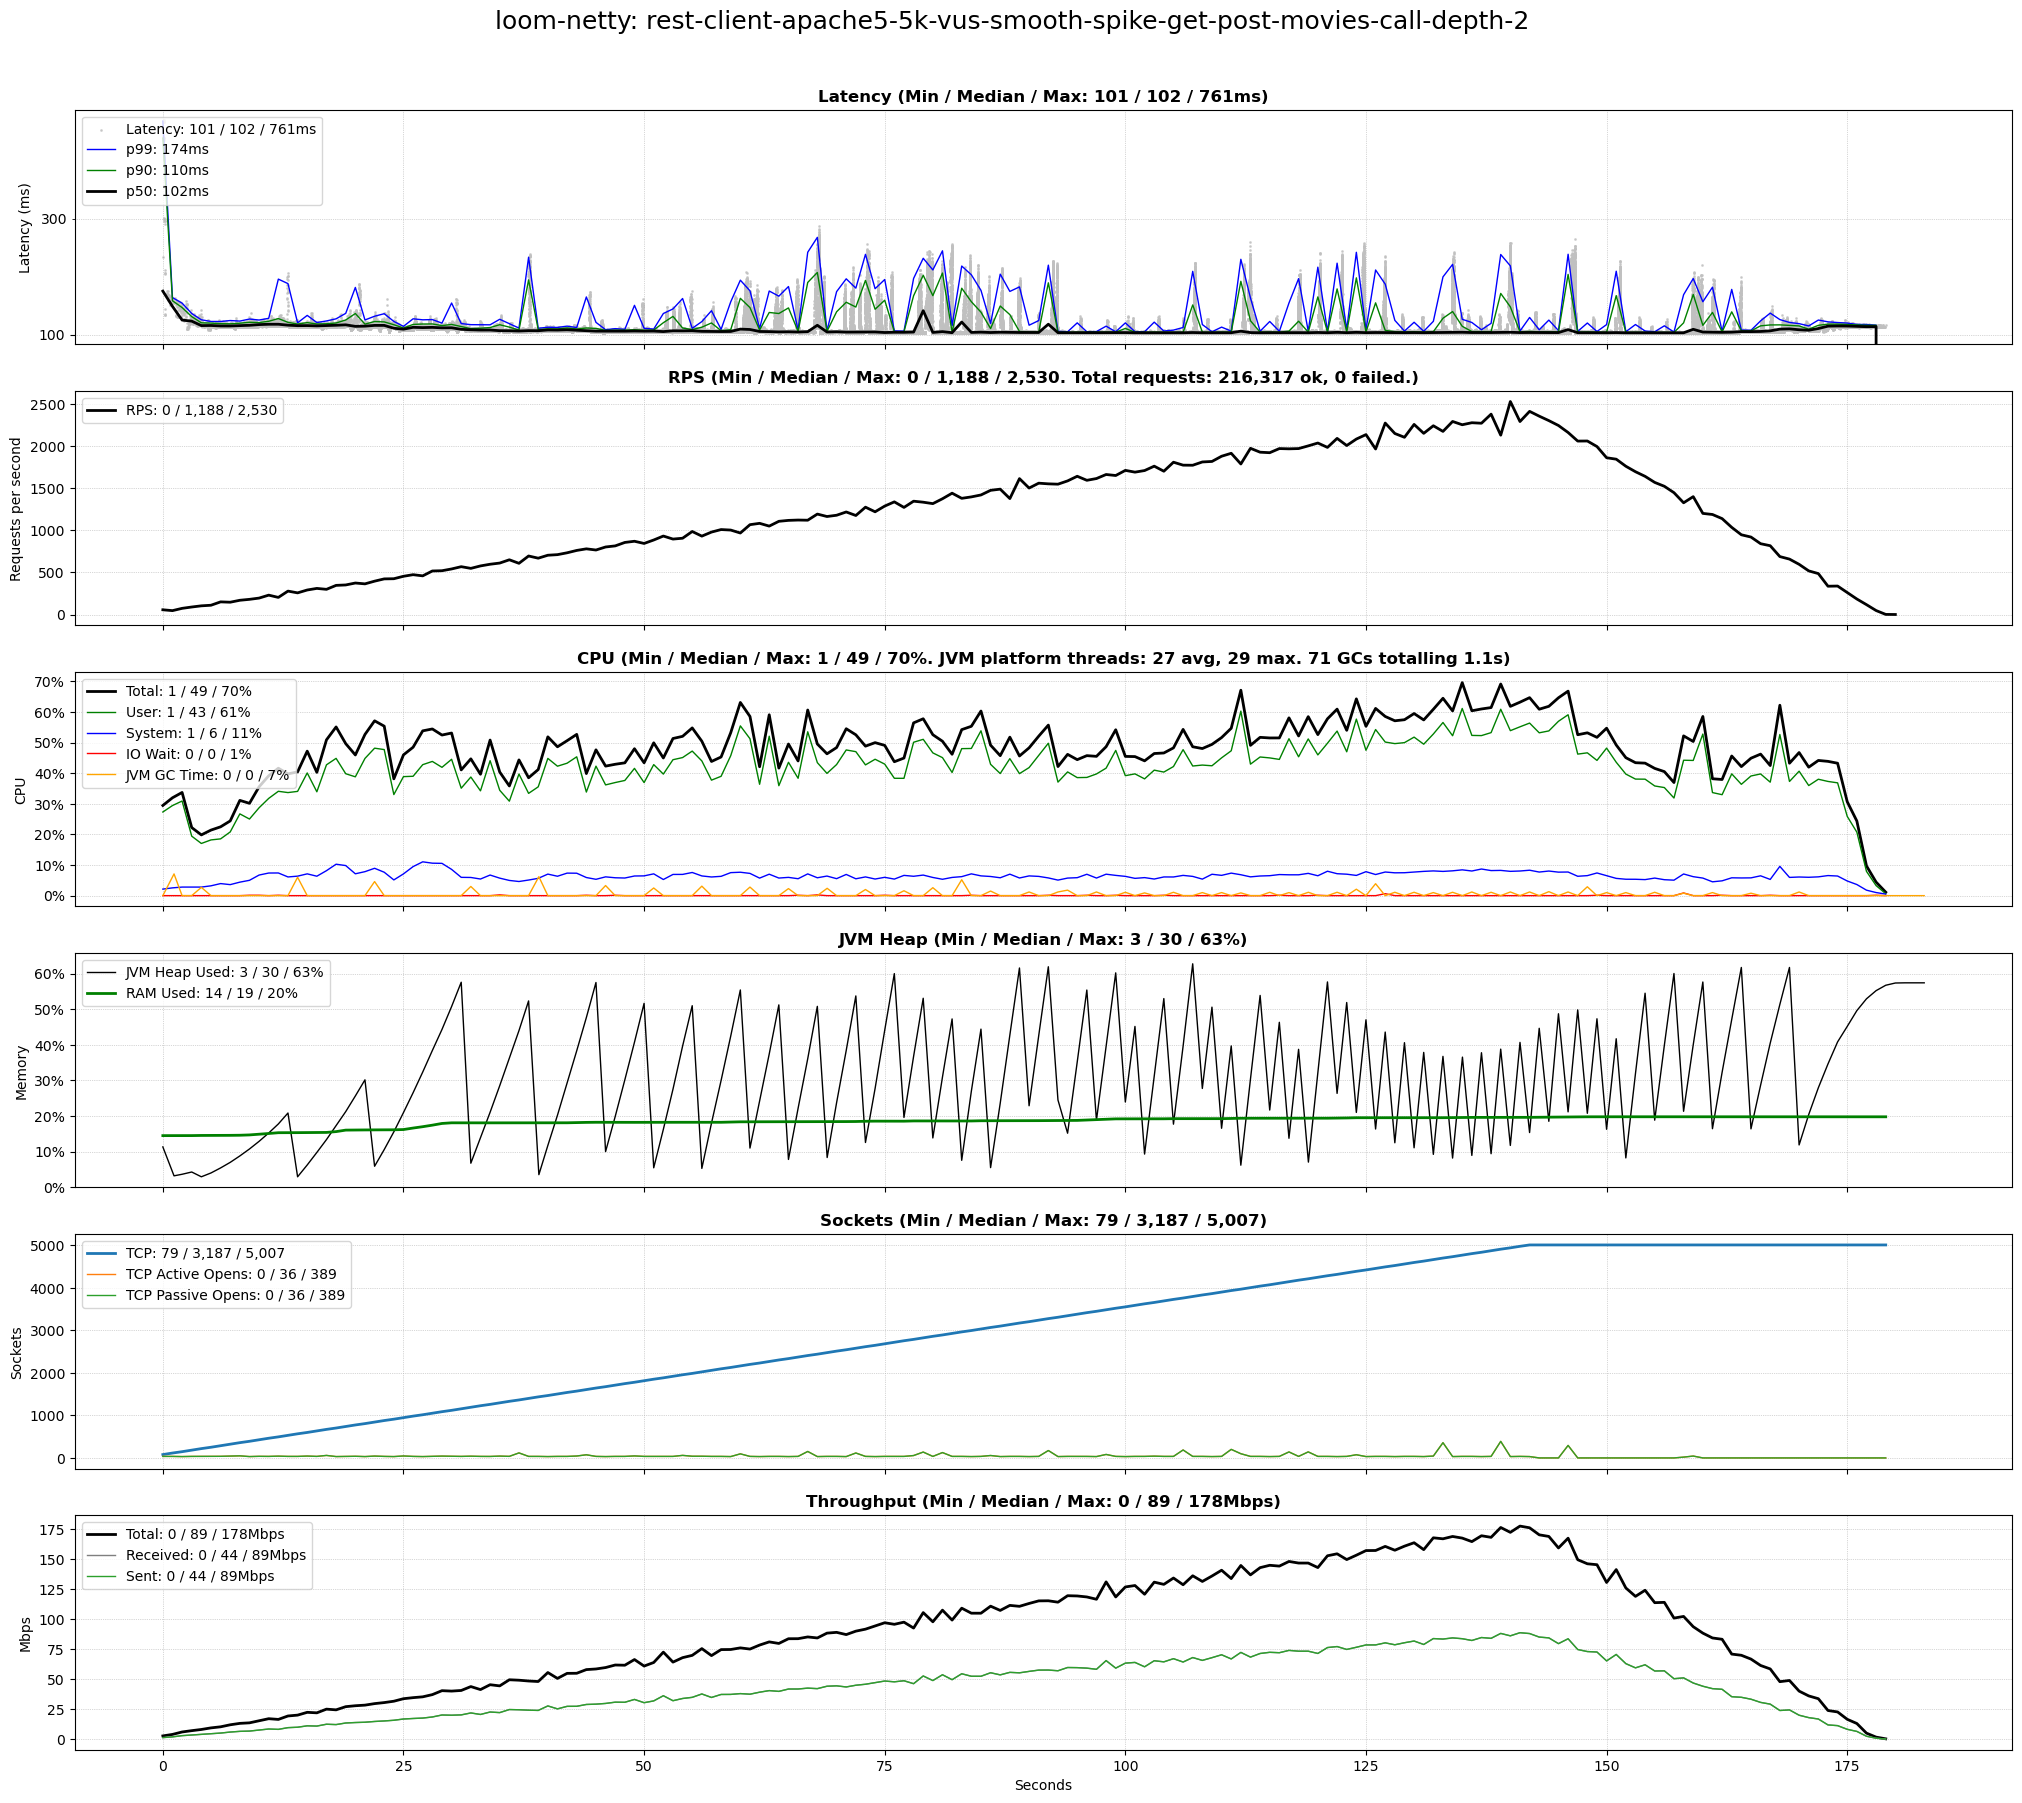 loom-netty: rest-client-apache5-5k-vus-smooth-spike-get-post-movies-call-depth-2
Latency (Min / Median / Max: 101 / 102 / 761ms)
Latency: 101 / 102 / 761ms
p99: 174ms
p90: 110ms
p50: 102ms
Latency (ms)
300
100
RPS (Min / Median / Max: 0 / 1,188 / 2,530. Total requests: 216,317 ok, 0 failed.)
RPS: 0 / 1,188 / 2,530
Requests per second
2500
2000
1500
1000
500
0
CPU (Min / Median / Max: 1 / 49 / 70%. JVM platform threads: 27 avg, 29 max. 71 GCs totalling 1.1s)
Total: 1 / 49 / 70%
User: 1 / 43 / 61%
System: 1 / 6 / 11%
IO Wait: 0 / 0 / 1%
JVM GC Time: 0 / 0 / 7%
CPU
70%
60%
50%
40%
30%
20%
10%
0%
JVM Heap (Min / Median / Max: 3 / 30 / 63%)
JVM Heap Used: 3 / 30 / 63%
RAM Used: 14 / 19 / 20%
Memory
60%
50%
40%
30%
20%
10%
0%
Sockets (Min / Median / Max: 79 / 3,187 / 5,007)
TCP: 79 / 3,187 / 5,007
TCP Active Opens: 0 / 36 / 389
TCP Passive Opens: 0 / 36 / 389
Sockets
5000
4000
3000
2000
1000
0
Throughput (Min / Median / Max: 0 / 89 / 178Mbps)
Total: 0 / 89 / 178Mbps
Received: 0 / 44 / 89Mbps
Sent: 0 / 44 / 89Mbps
Mbps
175
150
125
100
75
50
25
0
0 25 50 75 100 125 150 175
Seconds